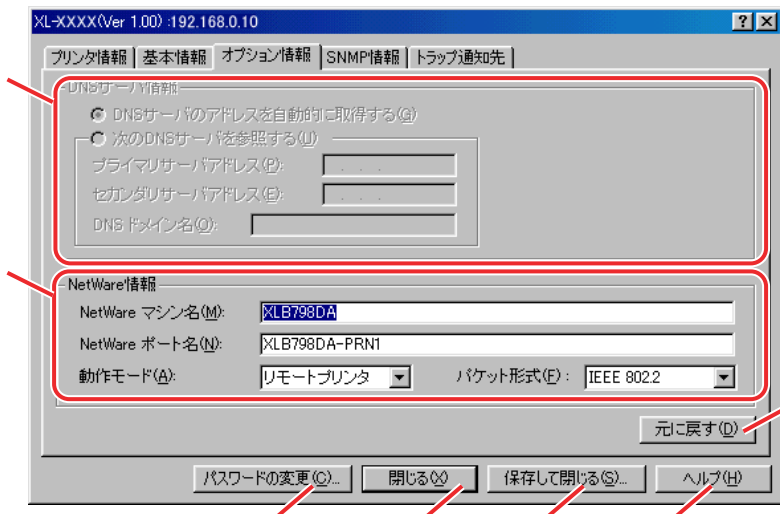 XL-XXXX(Ver 1.00) :192.168.0.10
プリンタ情報 基本情報 オプション情報 SNMP情報 トラップ通知先
DNSサーバ情報
DNSサーバのアドレスを自動的に取得する(G)
次のDNSサーバを参照する(U)
プライマリサーバアドレス(P): . . .
セカンダリサーバアドレス(E): . . .
DNS ドメイン名(O):
NetWare情報
NetWare マシン名(M): XLB798DA
NetWare ポート名(N): XLB798DA-PRN1
動作モード(A): リモートプリンタ パケット形式(F) : IEEE 802.2
元に戻す(D)
パスワードの変更(C)... 閉じる(X) 保存して閉じる(S)... ヘルプ(H)